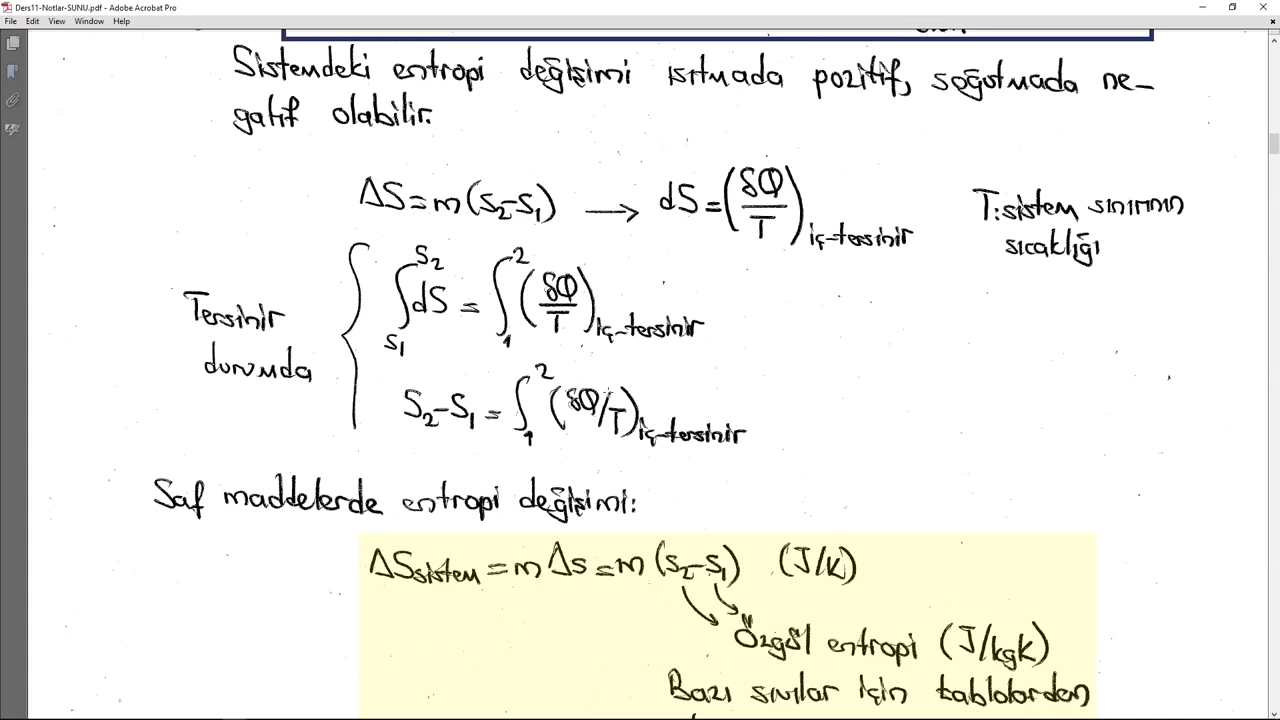 Ders11-Notlar-SUNU.pdf - Adobe Acrobat Pro
File Edit View Window Help
Sistemdeki entropi değişimi ısıtmada pozitif, soğutmada ne-
gatif olabilir.
ΔS = m(s₂-s₁) → dS = (δQ/T)iç-tersinir
T: sistem sınırının
sıcaklığı
Tersinir
durumda
∫_{S₁}^{S₂} dS = ∫₁² (δQ/T)iç-tersinir
S₂-S₁ = ∫₁² (δQ/T)iç-tersinir
Saf maddelerde entropi değişimi:
ΔSsistem = m Δs = m (s₂-s₁) (J/K)
Özgül entropi (J/kgK)
Bazı sıvılar için tablolardan